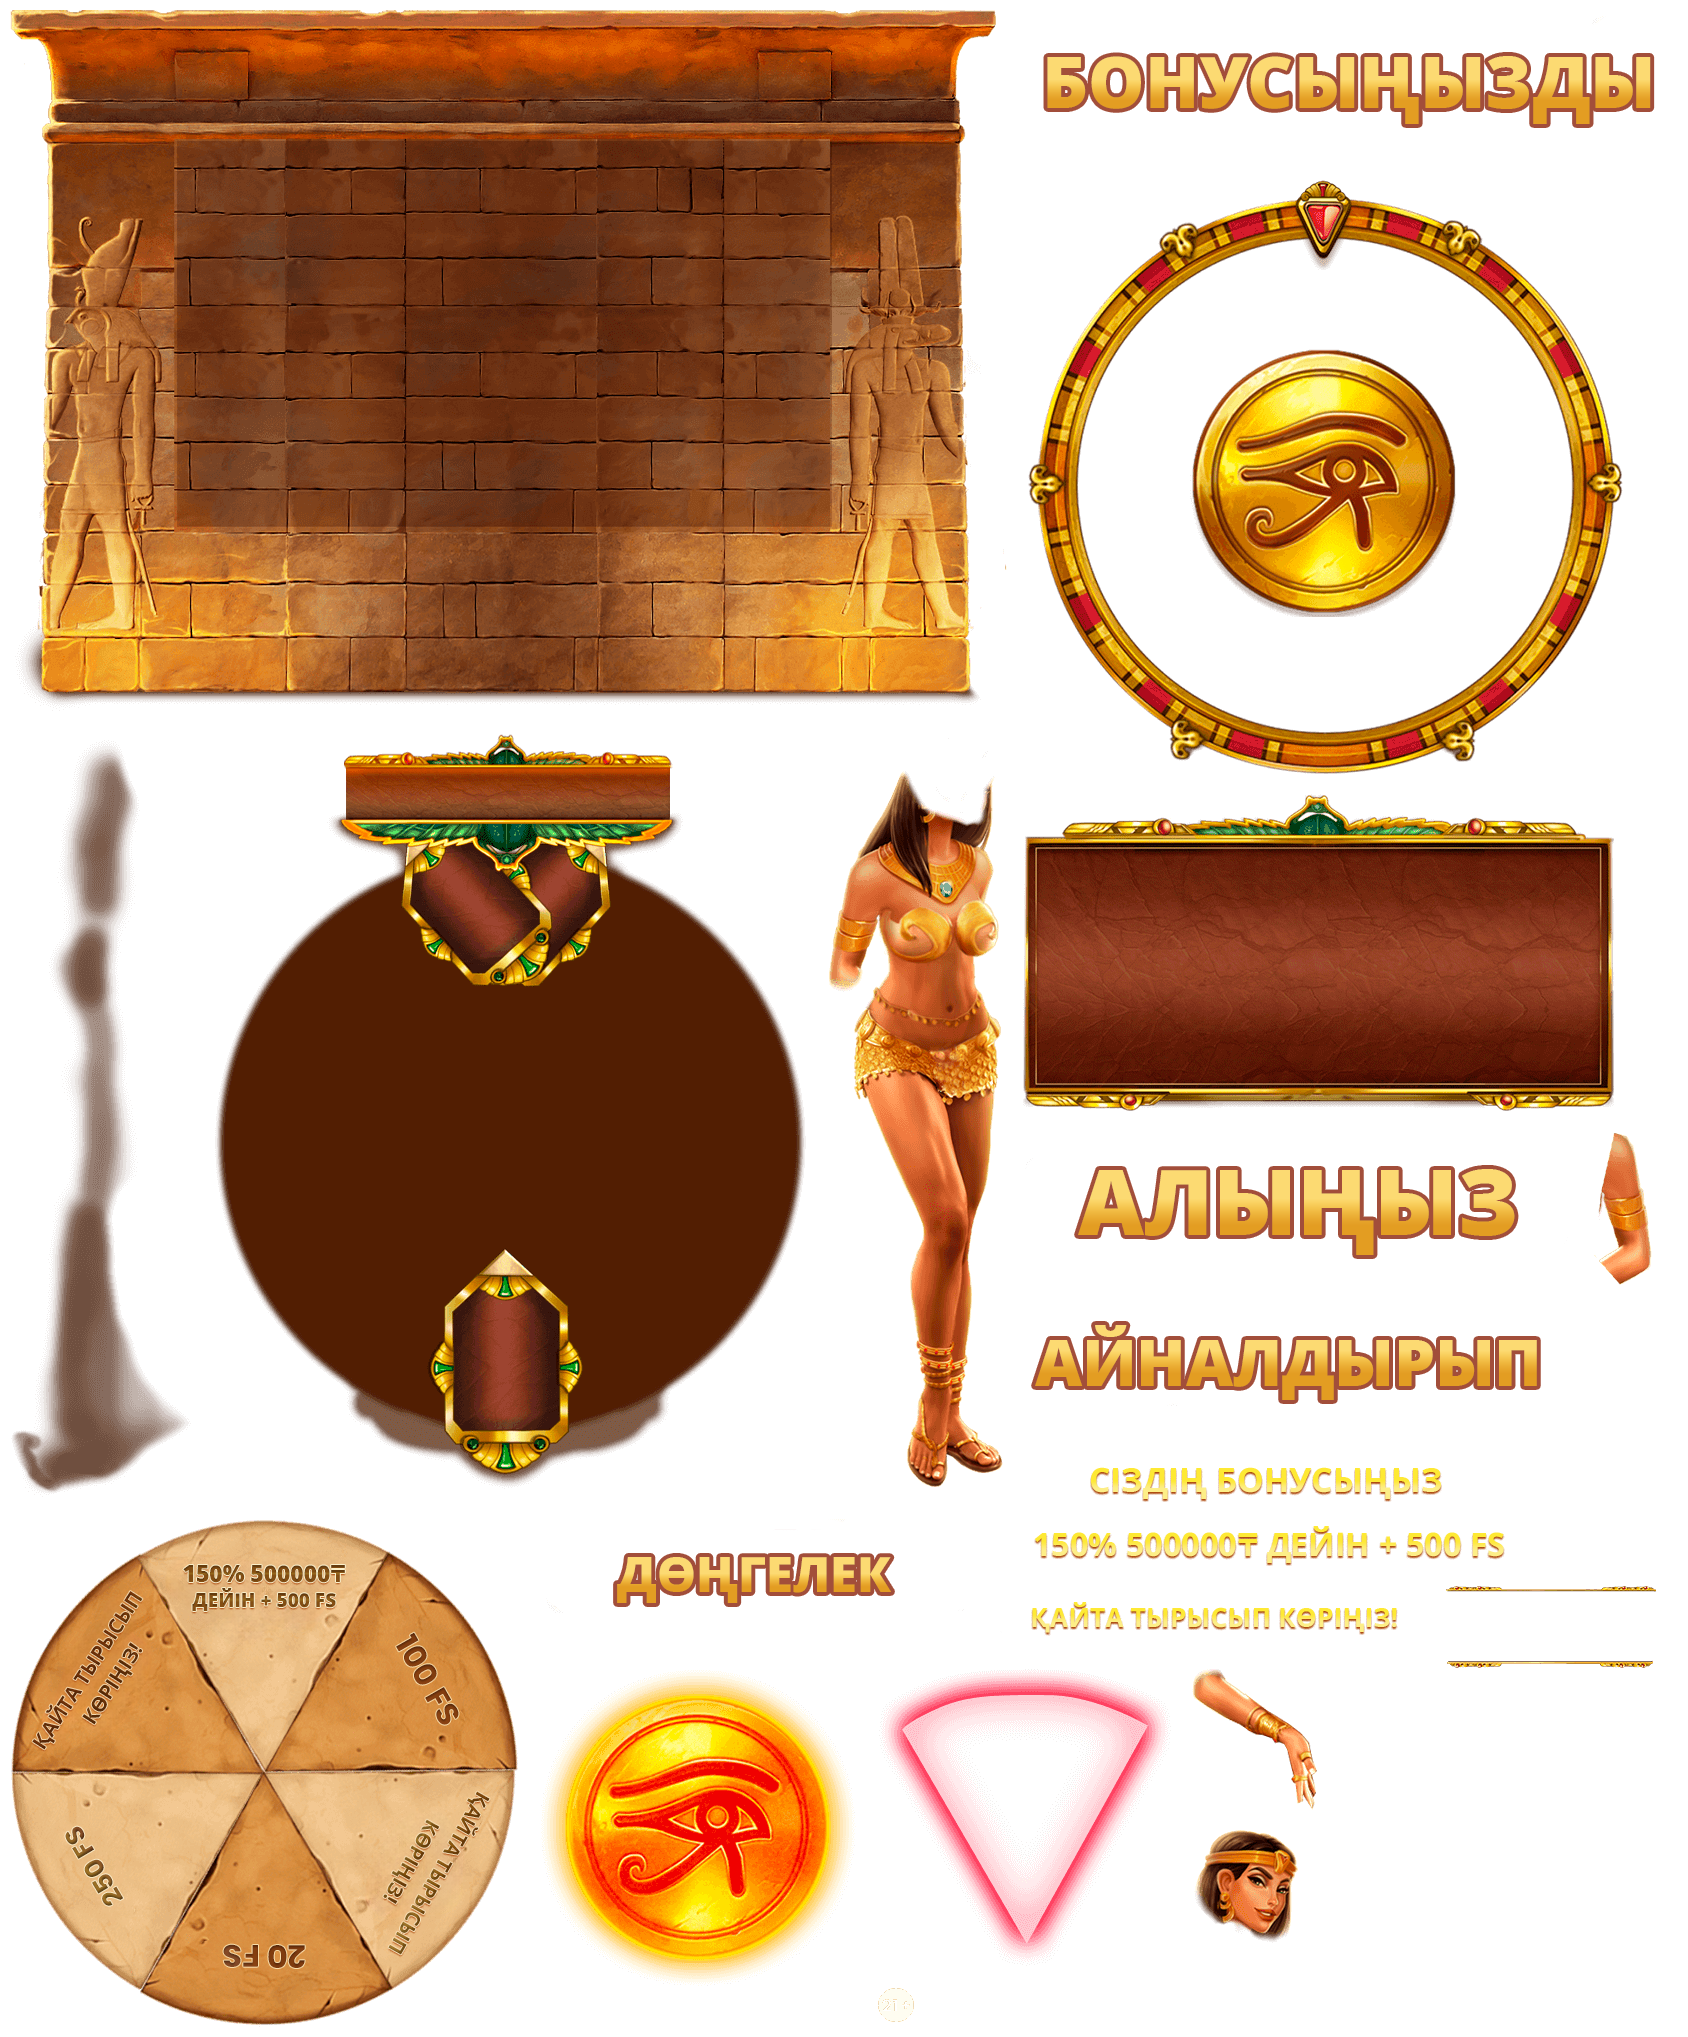 БОНУСЫҢЫЗДЫ
АЛЫҢЫЗ
АЙНАЛДЫРЫП
СІЗДІҢ БОНУСЫҢЫЗ
150% 500000₸ ДЕЙІН + 500 FS
ҚАЙТА ТЫРЫСЫП КӨРІҢІЗ!
ДӨҢГЕЛЕК
150% 500000₸
ДЕЙІН + 500 FS
100 FS
ҚАЙТА ТЫРЫСЫП
КӨРІҢІЗ!
20 FS
250 FS
ҚАЙТА ТЫРЫСЫП
КӨРІҢІЗ!